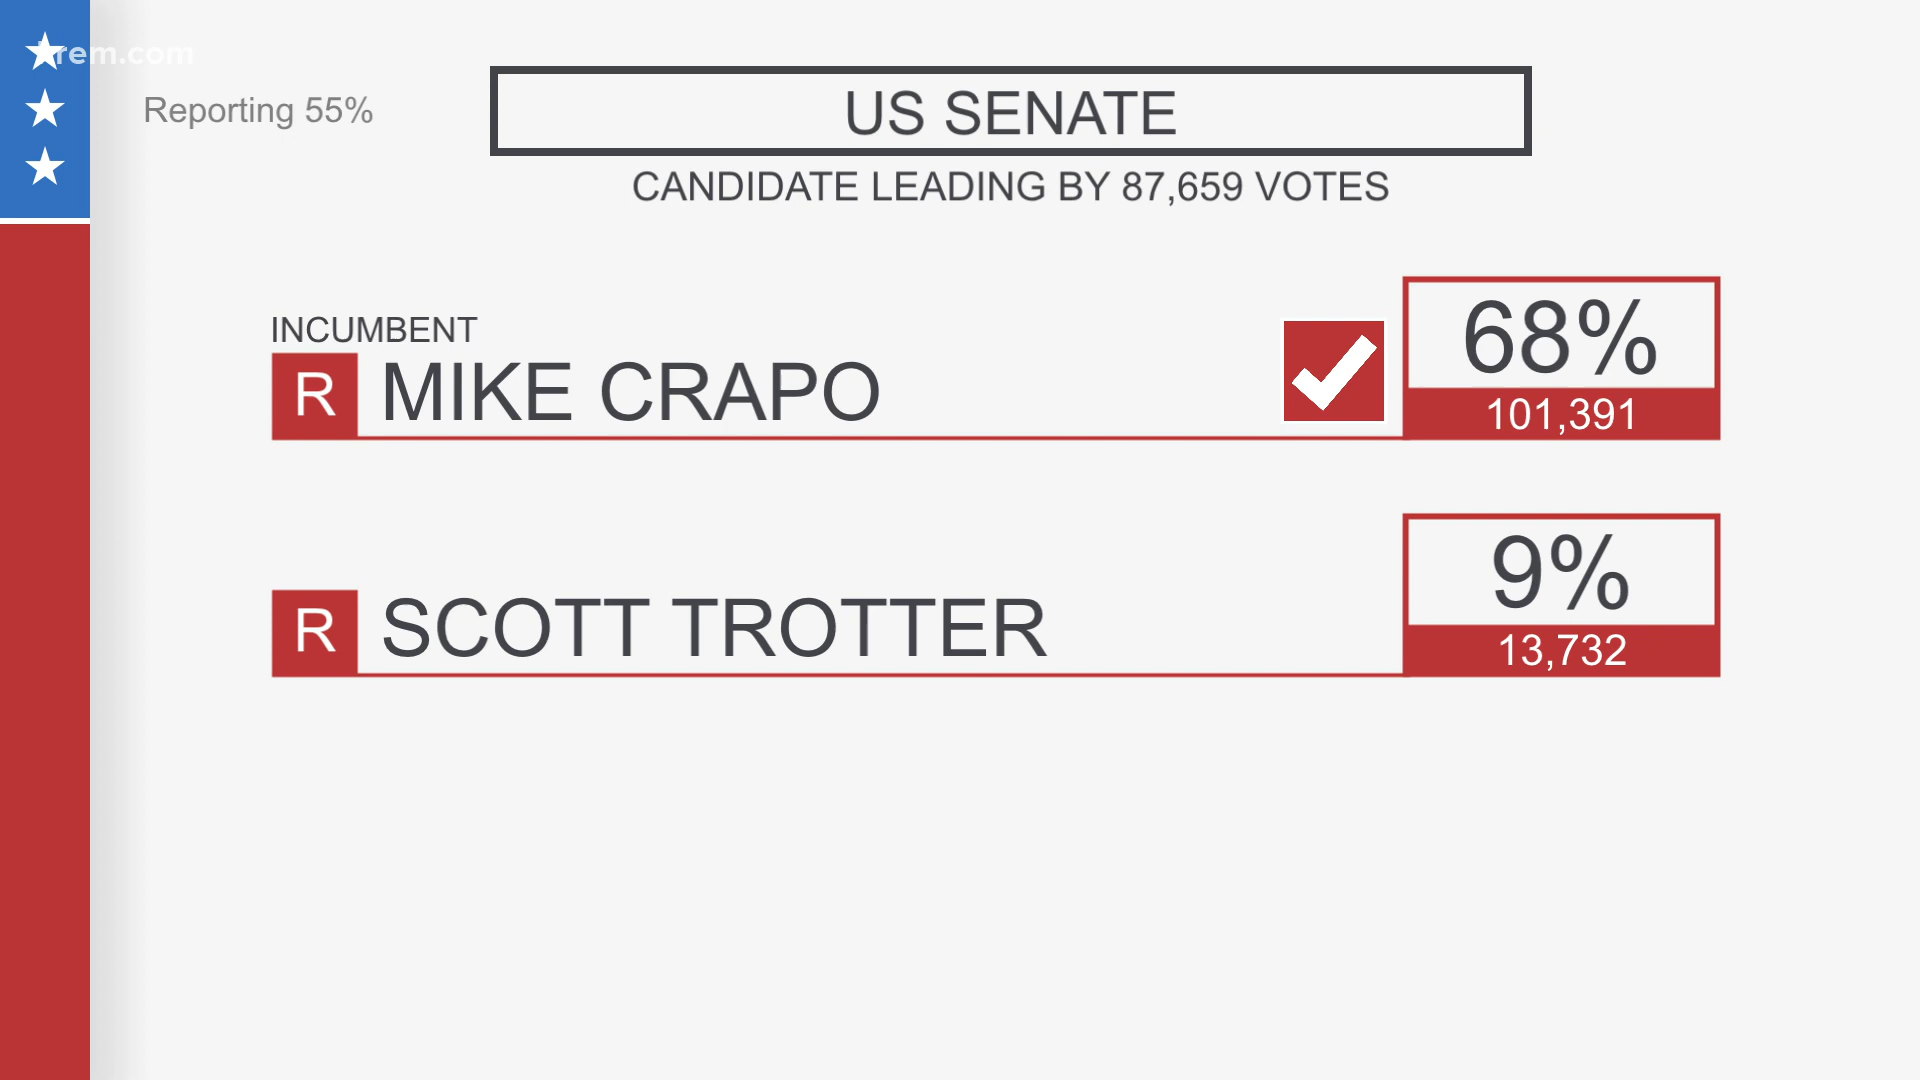 krem.com
Reporting 55%
US SENATE
CANDIDATE LEADING BY 87,659 VOTES
INCUMBENT
R MIKE CRAPO 68%
101,391
R SCOTT TROTTER 9%
13,732